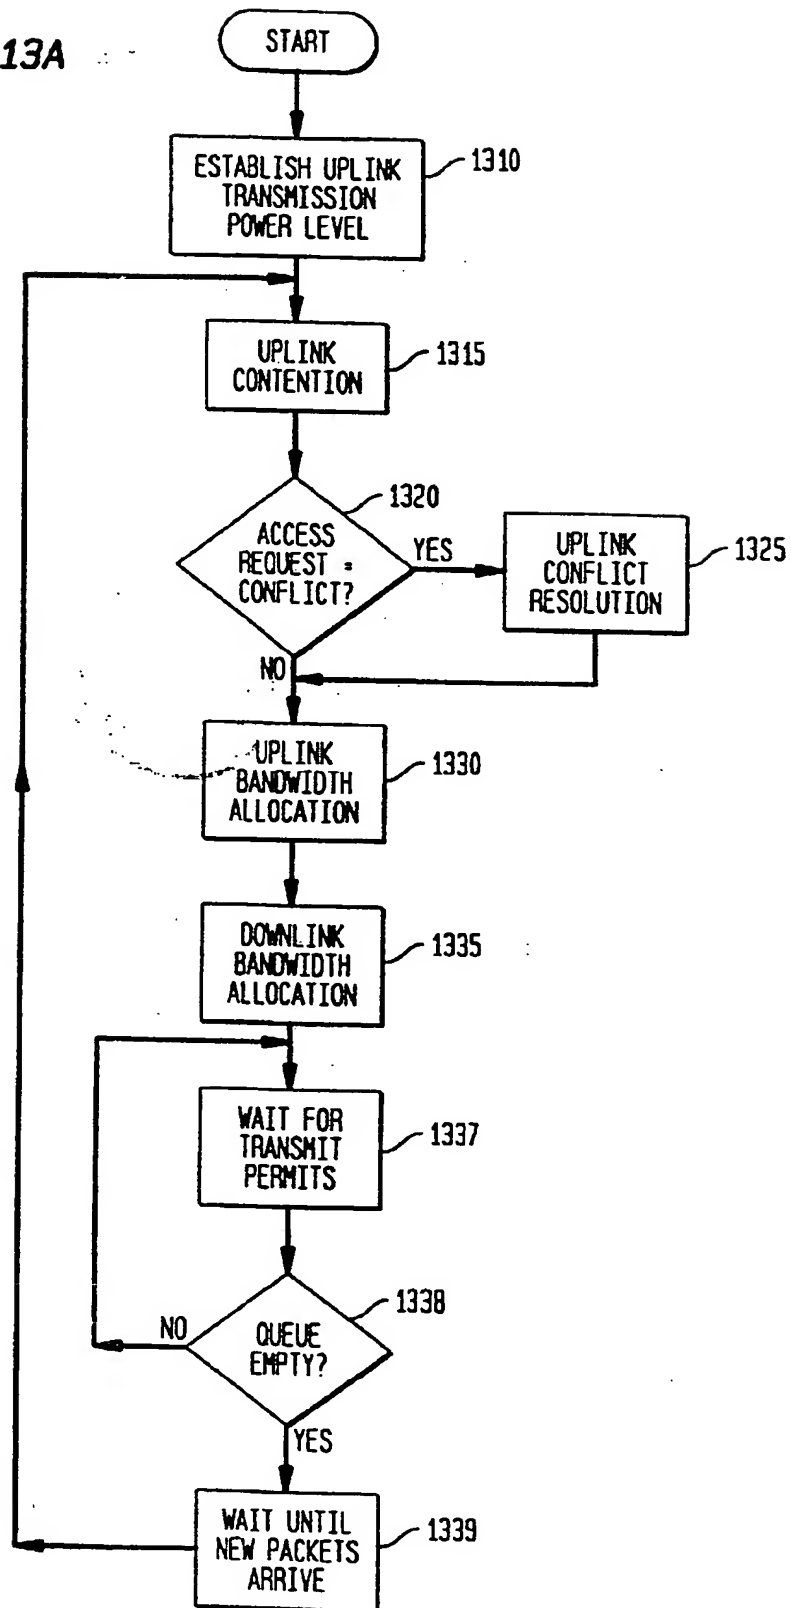 13A
START
ESTABLISH UPLINK
TRANSMISSION
POWER LEVEL
1310
UPLINK
CONTENTION
1315
1320
ACCESS
REQUEST =
CONFLICT?
YES
UPLINK
CONFLICT
RESOLUTION
1325
NO
UPLINK
BANDWIDTH
ALLOCATION
1330
DOWNLINK
BANDWIDTH
ALLOCATION
1335
WAIT FOR
TRANSMIT
PERMITS
1337
1338
NO
QUEUE
EMPTY?
YES
WAIT UNTIL
NEW PACKETS
ARRIVE
1339